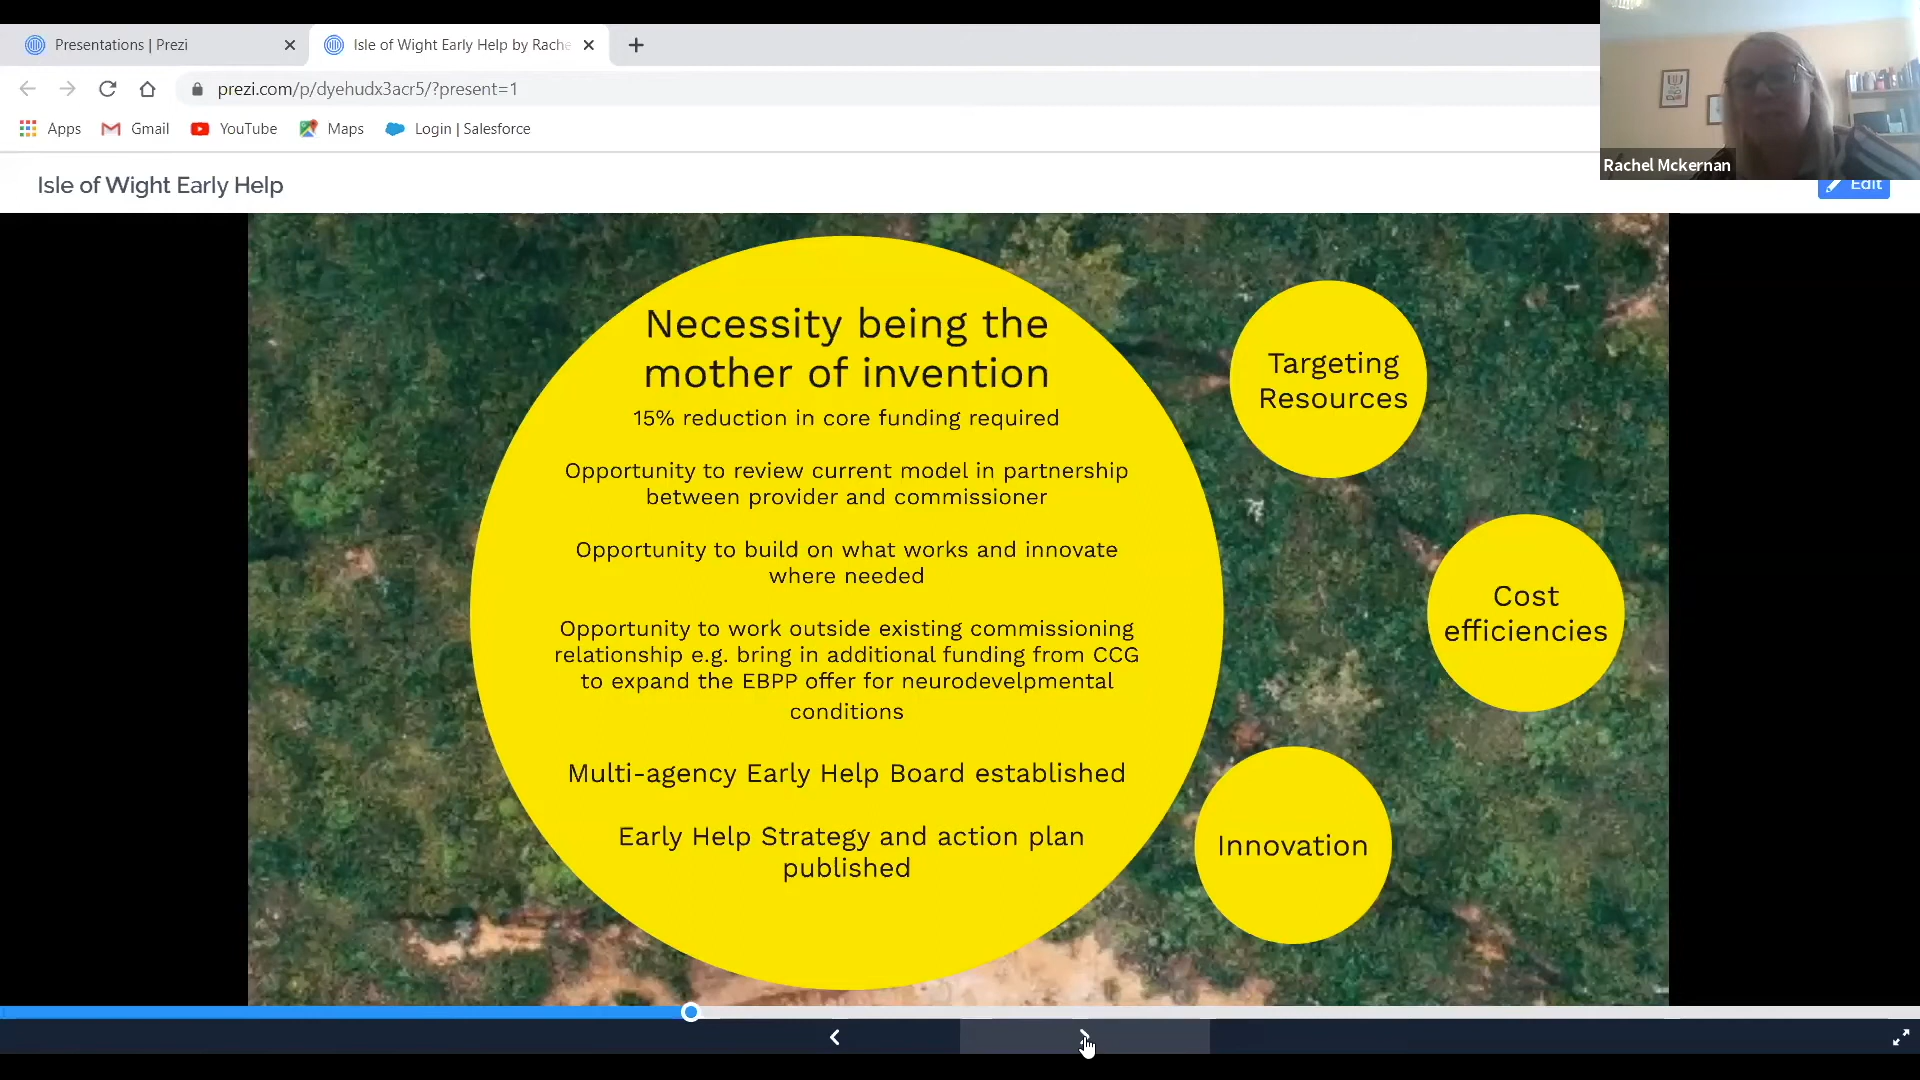 Presentations | Prezi
Isle of Wight Early Help by Rache
prezi.com/p/dyehudx3acr5/?present=1
Apps
Gmail
YouTube
Maps
Login | Salesforce
Rachel Mckernan
Isle of Wight Early Help
Edit
Necessity being the
mother of invention
15% reduction in core funding required
Opportunity to review current model in partnership
between provider and commissioner
Opportunity to build on what works and innovate
where needed
Opportunity to work outside existing commissioning
relationship e.g. bring in additional funding from CCG
to expand the EBPP offer for neurodevelpmental
conditions
Multi-agency Early Help Board established
Early Help Strategy and action plan
published
Targeting
Resources
Cost
efficiencies
Innovation